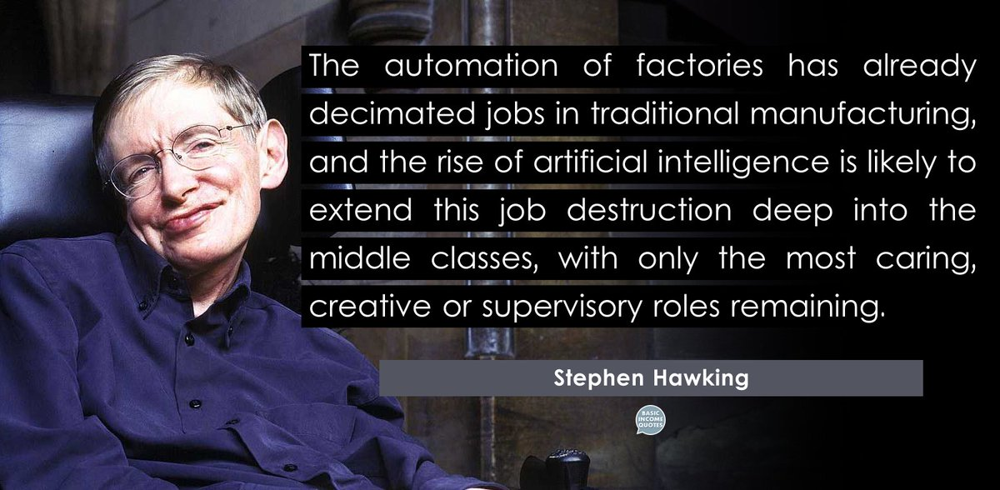 The automation of factories has already
decimated jobs in traditional manufacturing,
and the rise of artificial intelligence is likely to
extend this job destruction deep into the
middle classes, with only the most caring,
creative or supervisory roles remaining.
Stephen Hawking
BASIC
INCOME
QUOTES